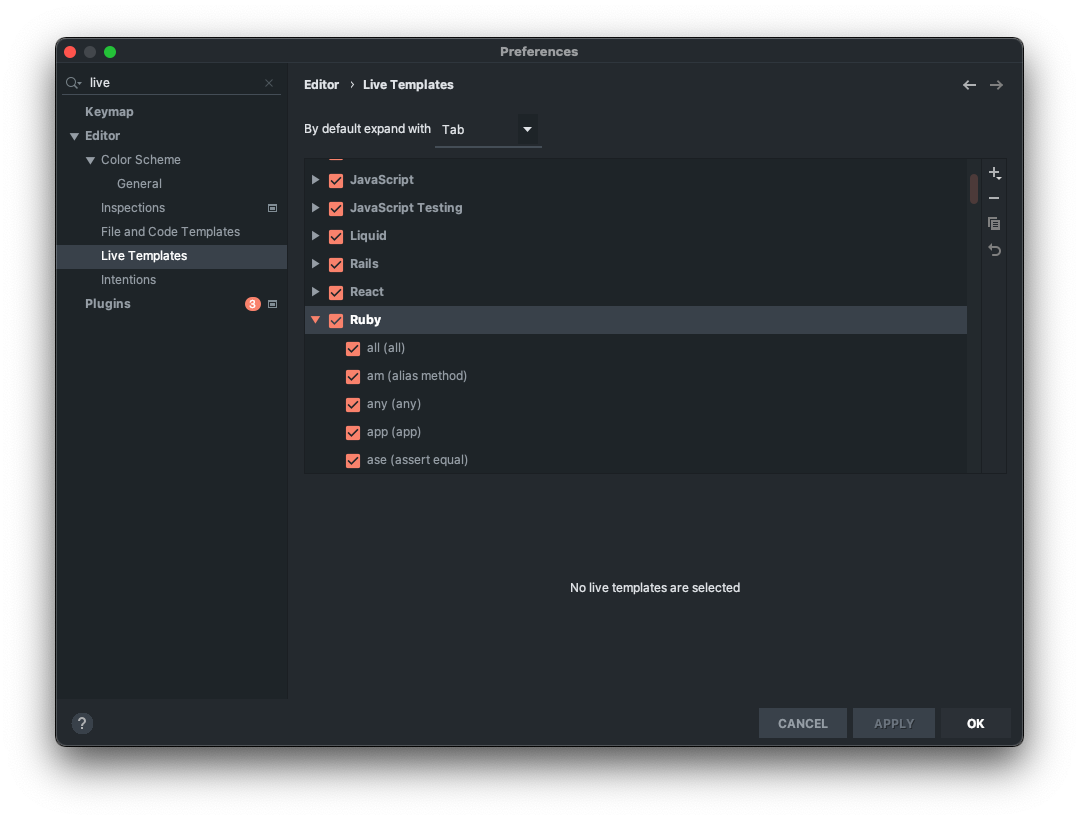 Preferences
live
Keymap
Editor
Color Scheme
General
Inspections
File and Code Templates
Live Templates
Intentions
Plugins 3
Editor › Live Templates
By default expand with Tab
JavaScript
JavaScript Testing
Liquid
Rails
React
Ruby
all (all)
am (alias method)
any (any)
app (app)
ase (assert equal)
No live templates are selected
?
CANCEL APPLY OK